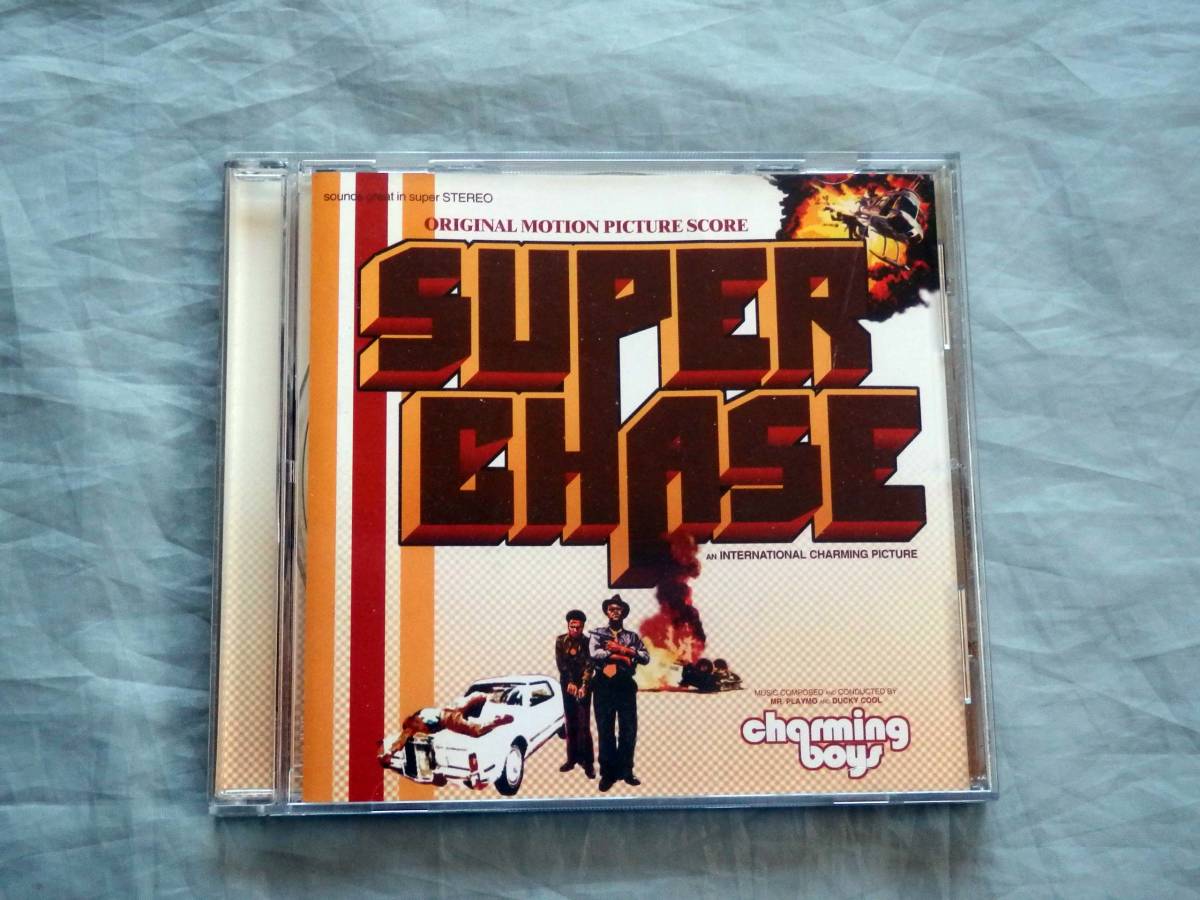 sounds great in super STEREO
ORIGINAL MOTION PICTURE SCORE
SUPER
CHASE
AN INTERNATIONAL CHARMING PICTURE
MUSIC COMPOSED AND CONDUCTED BY
MR. PLAYMO AND DUCKY COOL
charming
boys